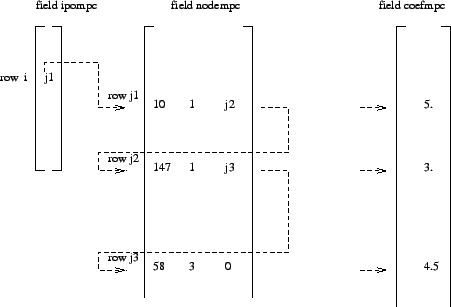 field ipompc field nodempc field coefmpc
row i j1
row j1 10 1 j2 5.
row j2 147 1 j3 3.
row j3 58 3 0 4.5